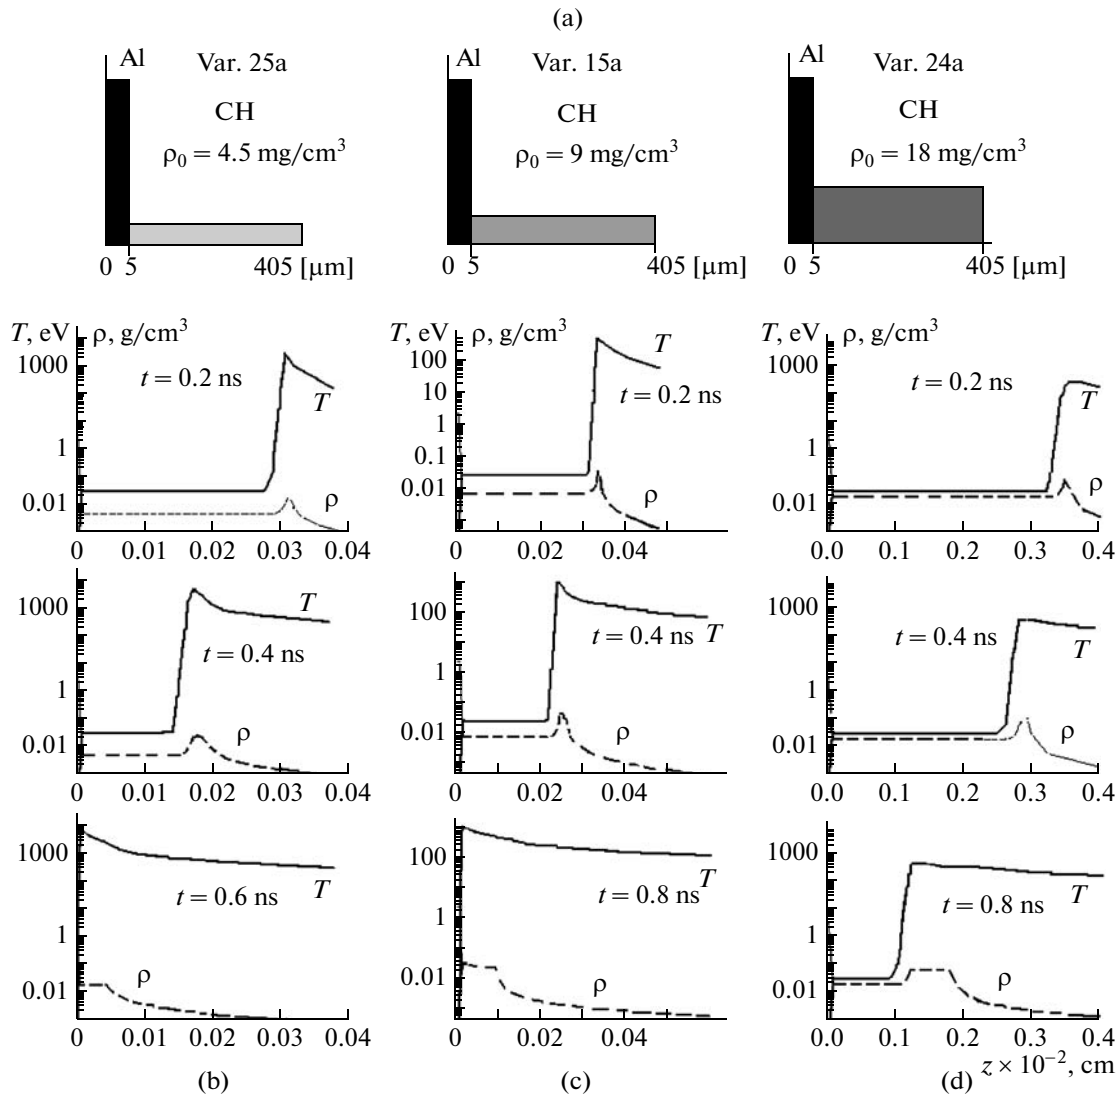 (a)
Al Var. 25a
CH
ρ0 = 4.5 mg/cm³
0 5 405 [μm]
Al Var. 15a
CH
ρ0 = 9 mg/cm³
0 5 405 [μm]
Al Var. 24a
CH
ρ0 = 18 mg/cm³
0 5 405 [μm]
T, eV ρ, g/cm³
1000
t = 0.2 ns
T
1
ρ
0.01
0 0.01 0.02 0.03 0.04
T, eV ρ, g/cm³
100
T
10
t = 0.2 ns
1
0.1
0.01
ρ
0 0.02 0.04
T, eV ρ, g/cm³
1000
t = 0.2 ns
T
1
ρ
0.01
0.0 0.1 0.2 0.3 0.4
1000
T
t = 0.4 ns
1
ρ
0.01
0 0.01 0.02 0.03 0.04
100
t = 0.4 ns T
1
ρ
0.01
0 0.02 0.04
1000
t = 0.4 ns
T
1
ρ
0.01
0.0 0.1 0.2 0.3 0.4
1000
T
t = 0.6 ns
1
ρ
0.01
0 0.01 0.02 0.03 0.04
100
T
t = 0.8 ns
1
ρ
0.01
0 0.02 0.04
1000
T
t = 0.8 ns
1
ρ
0.01
0.0 0.1 0.2 0.3 0.4
z × 10⁻², cm
(b) (c) (d)